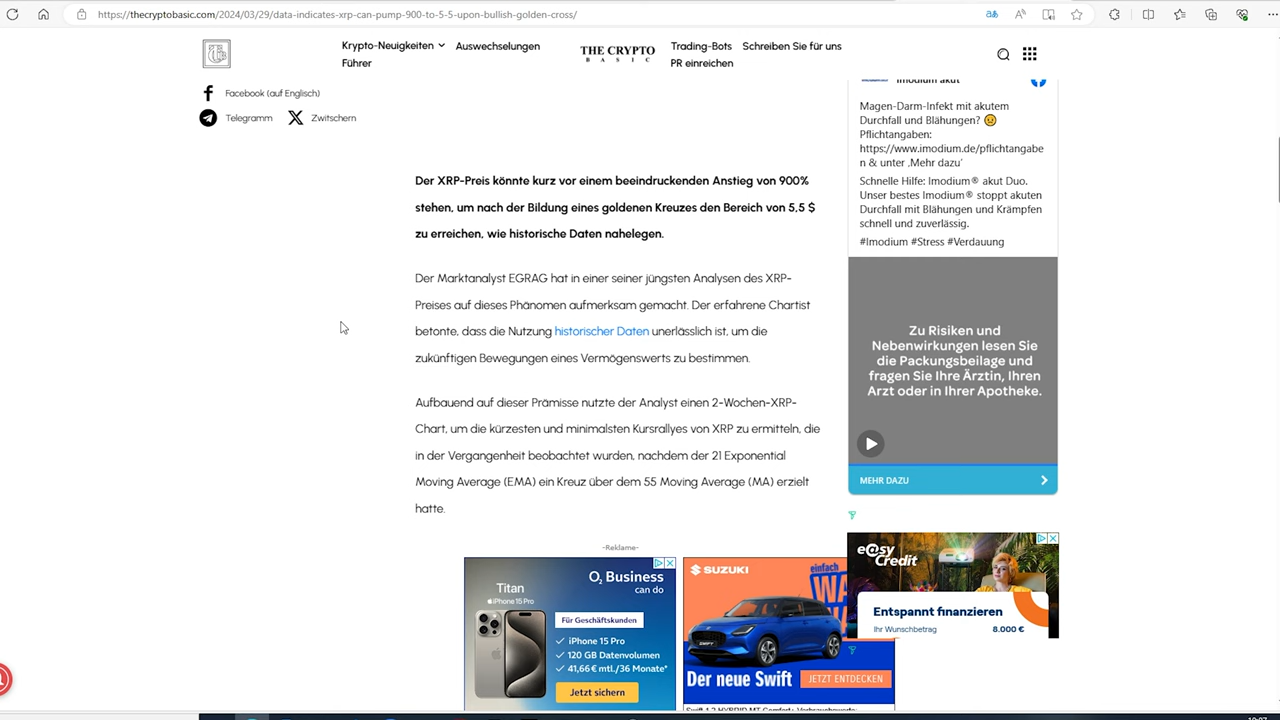 https://thecryptobasic.com/2024/03/29/data-indicates-xrp-can-pump-900-to-5-5-upon-bullish-golden-cross/
Krypto-Neuigkeiten
Auswechselungen
Führer
THE CRYPTO
BASIC
Trading-Bots
Schreiben Sie für uns
PR einreichen
Facebook (auf Englisch)
Telegramm
Zwitschern
Der XRP-Preis könnte kurz vor einem beeindruckenden Anstieg von 900%
stehen, um nach der Bildung eines goldenen Kreuzes den Bereich von 5,5 $
zu erreichen, wie historische Daten nahelegen.
Der Marktanalyst EGRAG hat in einer seiner jüngsten Analysen des XRP-
Preises auf dieses Phänomen aufmerksam gemacht. Der erfahrene Chartist
betonte, dass die Nutzung historischer Daten unerlässlich ist, um die
zukünftigen Bewegungen eines Vermögenswerts zu bestimmen.
Aufbauend auf dieser Prämisse nutzte der Analyst einen 2-Wochen-XRP-
Chart, um die kürzesten und minimalsten Kursrallyes von XRP zu ermitteln, die
in der Vergangenheit beobachtet wurden, nachdem der 21 Exponential
Moving Average (EMA) ein Kreuz über dem 55 Moving Average (MA) erzielt
hatte.
-Reklame-
Titan
iPhone 15 Pro
O₂ Business
can do
Für Geschäftskunden
iPhone 15 Pro
120 GB Datenvolumen
41,66 € mtl./36 Monate*
Jetzt sichern
SUZUKI
einfach
WA
Der neue Swift
JETZT ENTDECKEN
Imodium akut
Magen-Darm-Infekt mit akutem
Durchfall und Blähungen? 😣
Pflichtangaben:
https://www.imodium.de/pflichtangabe
n & unter ‚Mehr dazu‘
Schnelle Hilfe: Imodium® akut Duo.
Unser bestes Imodium® stoppt akuten
Durchfall mit Blähungen und Krämpfen
schnell und zuverlässig.
#Imodium #Stress #Verdauung
Zu Risiken und
Nebenwirkungen lesen Sie
die Packungsbeilage und
fragen Sie Ihre Ärztin, Ihren
Arzt oder in Ihrer Apotheke.
MEHR DAZU
e@sy
Credit
Entspannt finanzieren
Ihr Wunschbetrag
8.000 €